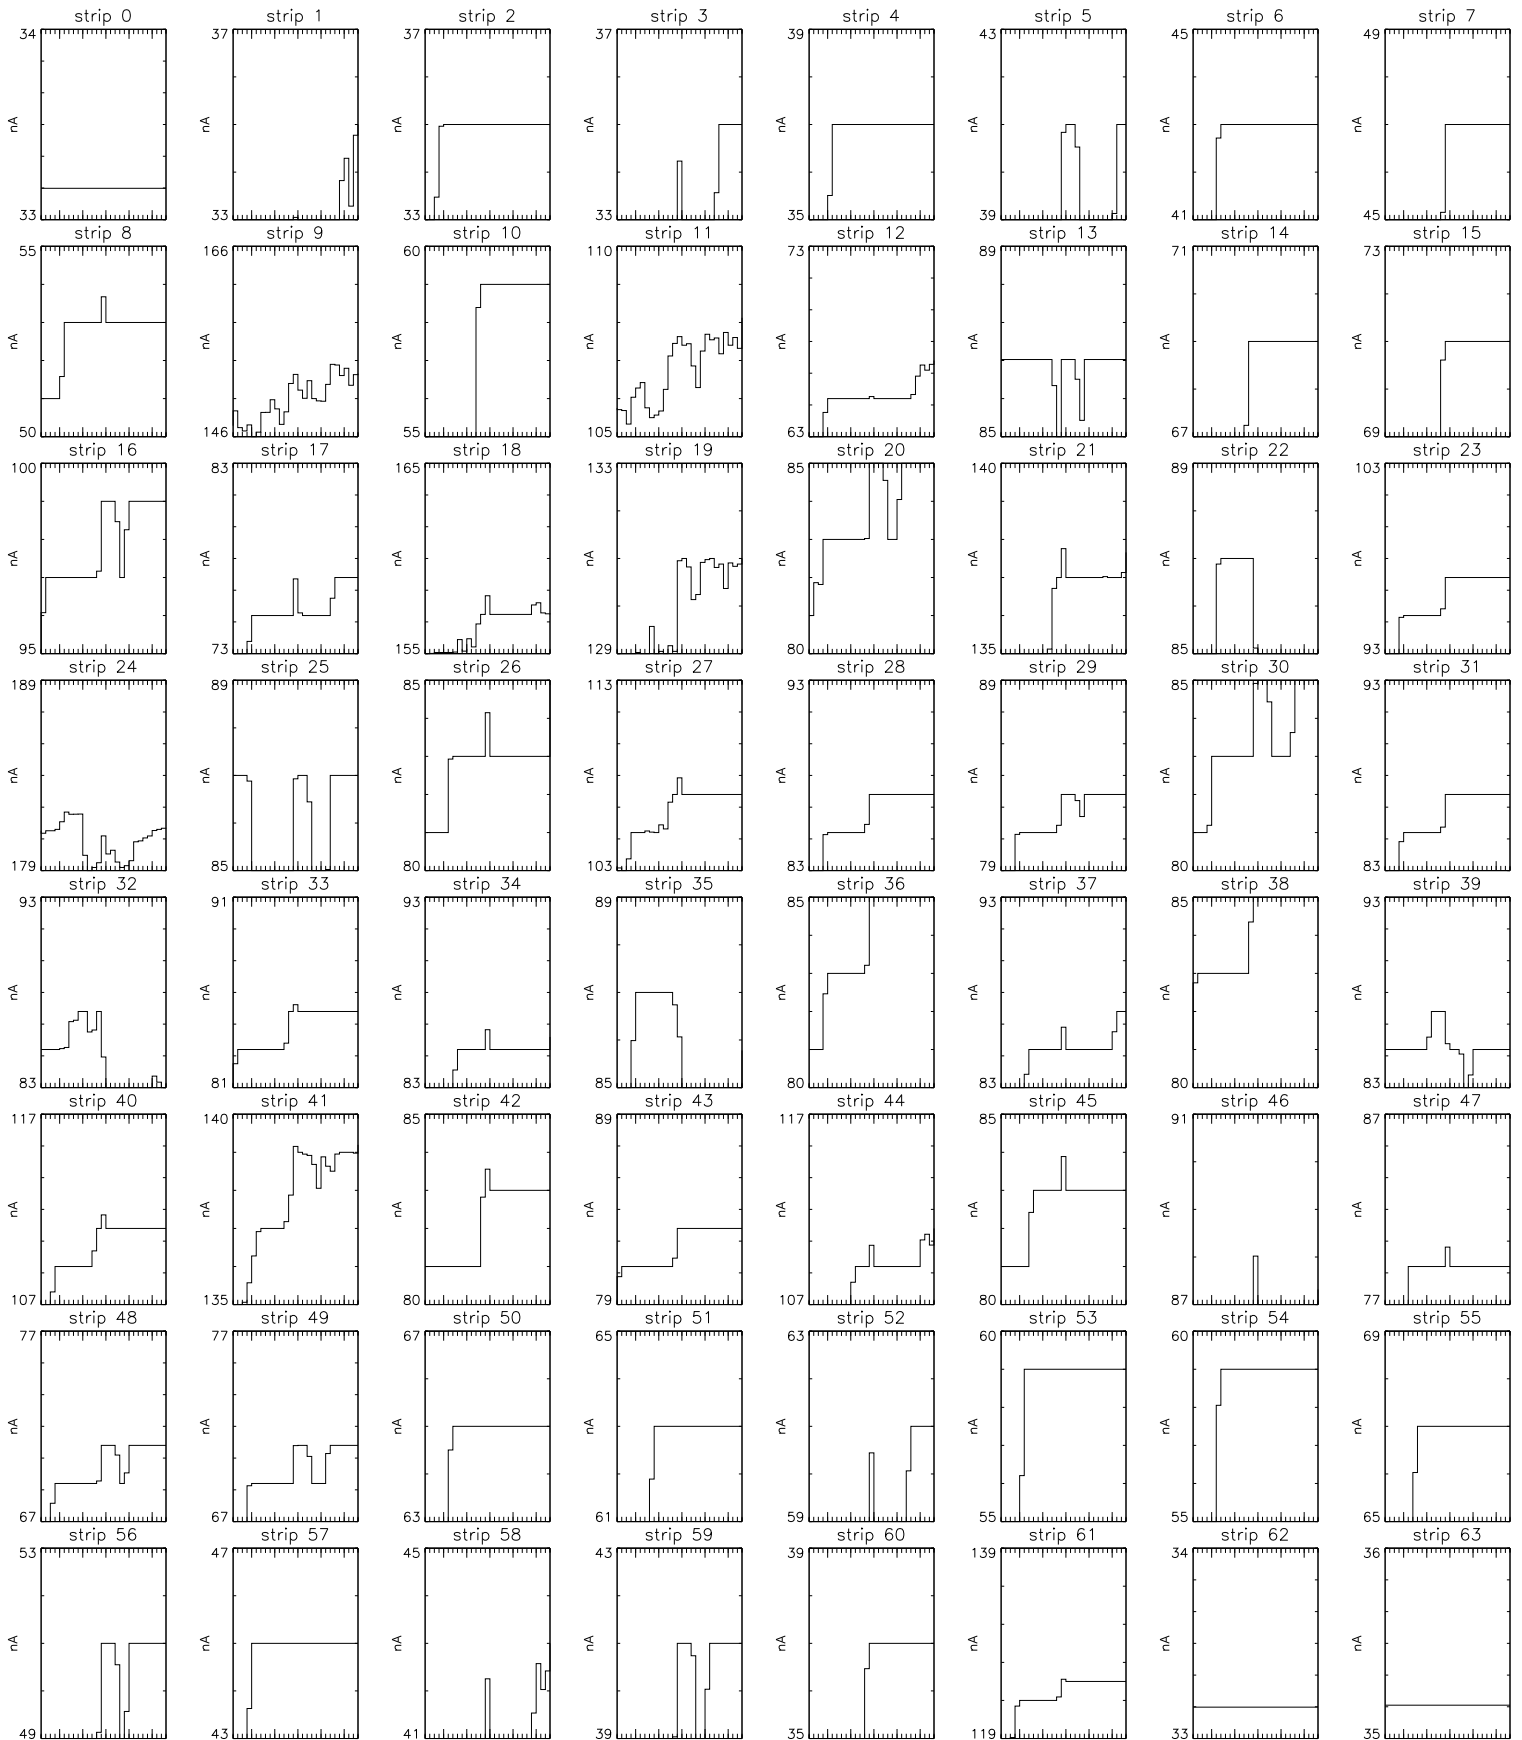 strip 0 strip 1 strip 2 strip 3 strip 4 strip 5 strip 6 strip 7
34 37 37 37 39 43 45 49
nA nA nA nA nA nA nA nA
33 33 33 33 35 39 41 45
strip 8 strip 9 strip 10 strip 11 strip 12 strip 13 strip 14 strip 15
55 166 60 110 73 89 71 73
nA nA nA nA nA nA nA nA
50 146 55 105 63 85 67 69
strip 16 strip 17 strip 18 strip 19 strip 20 strip 21 strip 22 strip 23
100 83 165 133 85 140 89 103
nA nA nA nA nA nA nA nA
95 73 155 129 80 135 85 93
strip 24 strip 25 strip 26 strip 27 strip 28 strip 29 strip 30 strip 31
189 89 85 113 93 89 85 93
nA nA nA nA nA nA nA nA
179 85 80 103 83 79 80 83
strip 32 strip 33 strip 34 strip 35 strip 36 strip 37 strip 38 strip 39
93 91 93 89 85 93 85 93
nA nA nA nA nA nA nA nA
83 81 83 85 80 83 80 83
strip 40 strip 41 strip 42 strip 43 strip 44 strip 45 strip 46 strip 47
117 140 85 89 117 85 91 87
nA nA nA nA nA nA nA nA
107 135 80 79 107 80 87 77
strip 48 strip 49 strip 50 strip 51 strip 52 strip 53 strip 54 strip 55
77 77 67 65 63 60 60 69
nA nA nA nA nA nA nA nA
67 67 63 61 59 55 55 65
strip 56 strip 57 strip 58 strip 59 strip 60 strip 61 strip 62 strip 63
53 47 45 43 39 139 34 36
nA nA nA nA nA nA nA nA
49 43 41 39 35 119 33 35